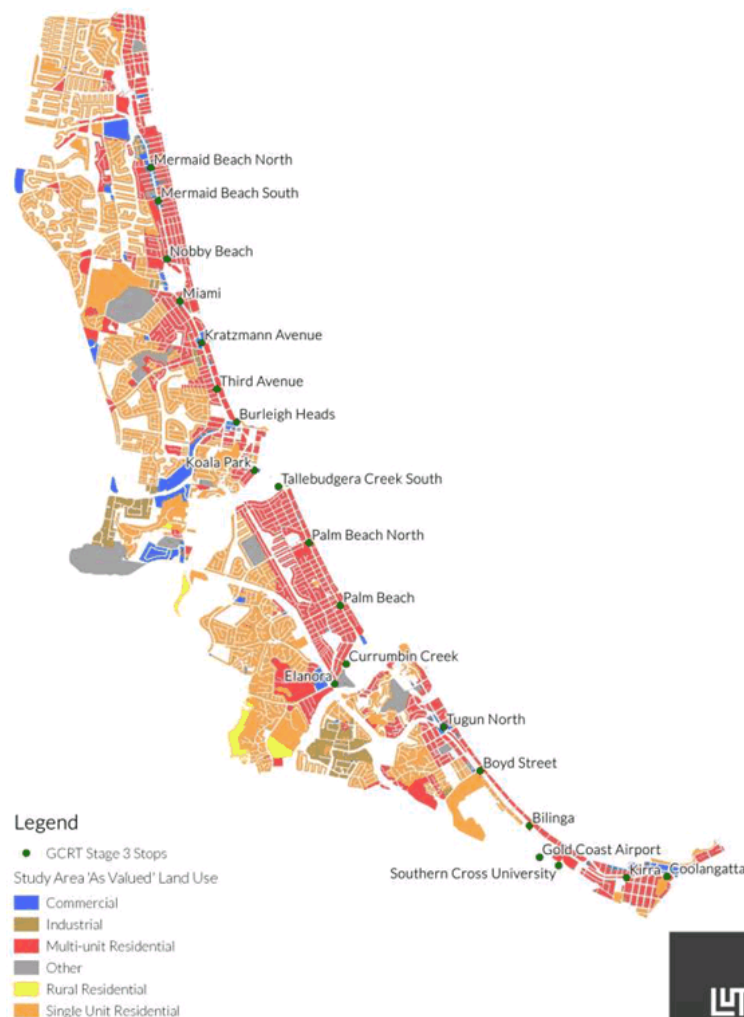 Mermaid Beach North
Mermaid Beach South
Nobby Beach
Miami
Kratzmann Avenue
Third Avenue
Burleigh Heads
Koala Park
Tallebudgera Creek South
Palm Beach North
Palm Beach
Currumbin Creek
Elanora
Tugun North
Boyd Street
Bilinga
Gold Coast Airport
Southern Cross University
Kirra
Coolangatta
Legend
GCRT Stage 3 Stops
Study Area 'As Valued' Land Use
Commercial
Industrial
Multi-unit Residential
Other
Rural Residential
Single Unit Residential